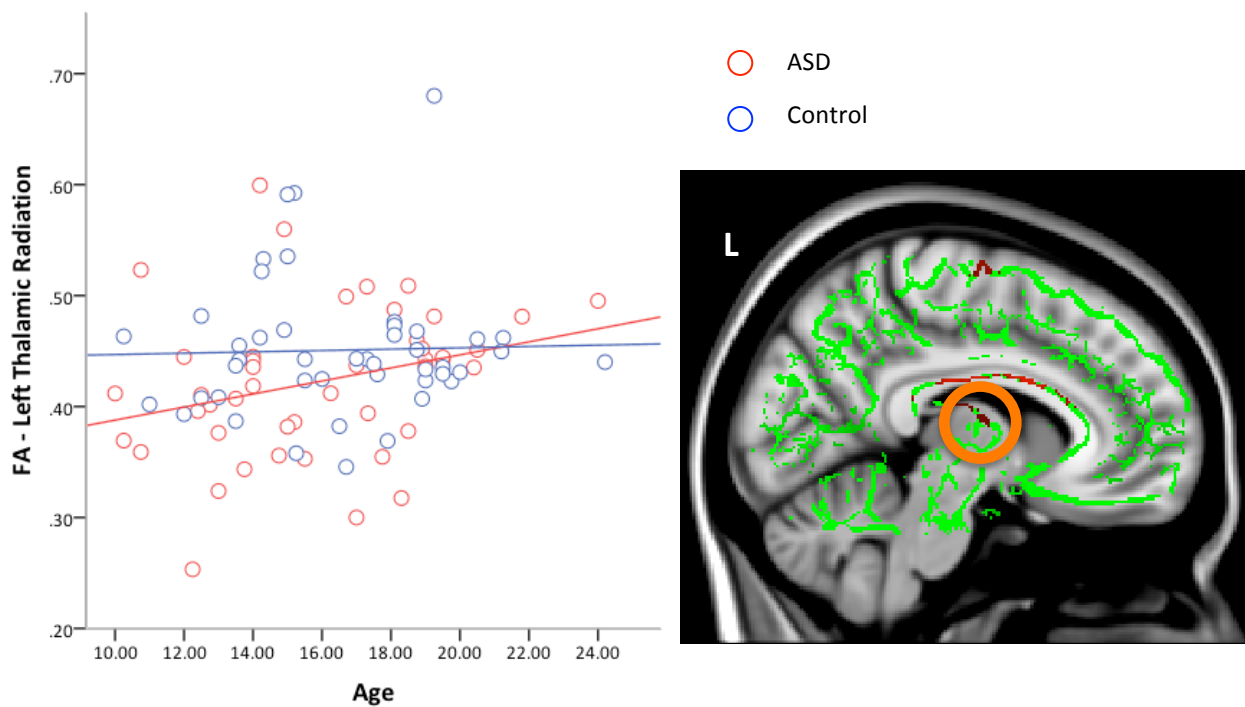 FA - Left Thalamic Radiation
.70
.60
.50
.40
.30
.20
10.00 12.00 14.00 16.00 18.00 20.00 22.00 24.00
Age
ASD
Control
L